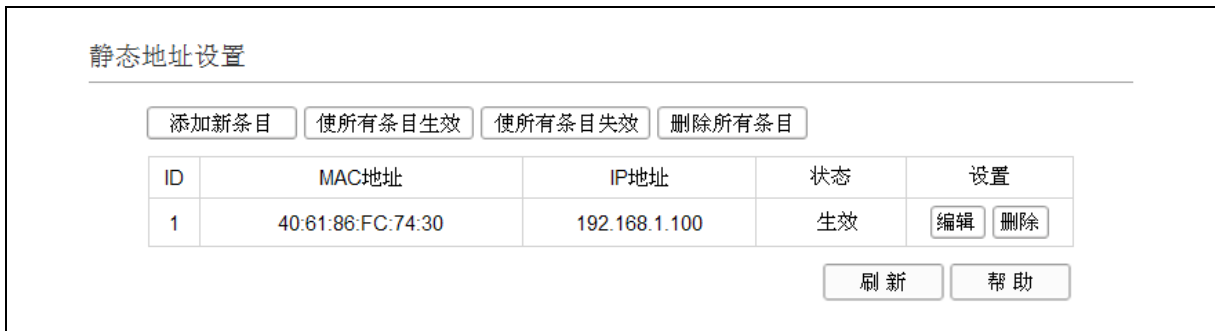 静态地址设置
添加新条目 使所有条目生效 使所有条目失效 删除所有条目
ID MAC地址 IP地址 状态 设置
1 40:61:86:FC:74:30 192.168.1.100 生效 编辑 删除
刷新 帮助